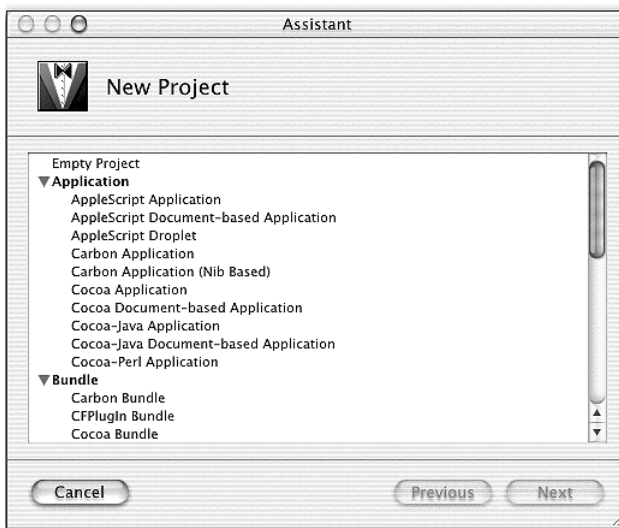 Assistant
New Project
Empty Project
Application
AppleScript Application
AppleScript Document-based Application
AppleScript Droplet
Carbon Application
Carbon Application (Nib Based)
Cocoa Application
Cocoa Document-based Application
Cocoa-Java Application
Cocoa-Java Document-based Application
Cocoa-Perl Application
Bundle
Carbon Bundle
CFPlugIn Bundle
Cocoa Bundle
Cancel
Previous
Next